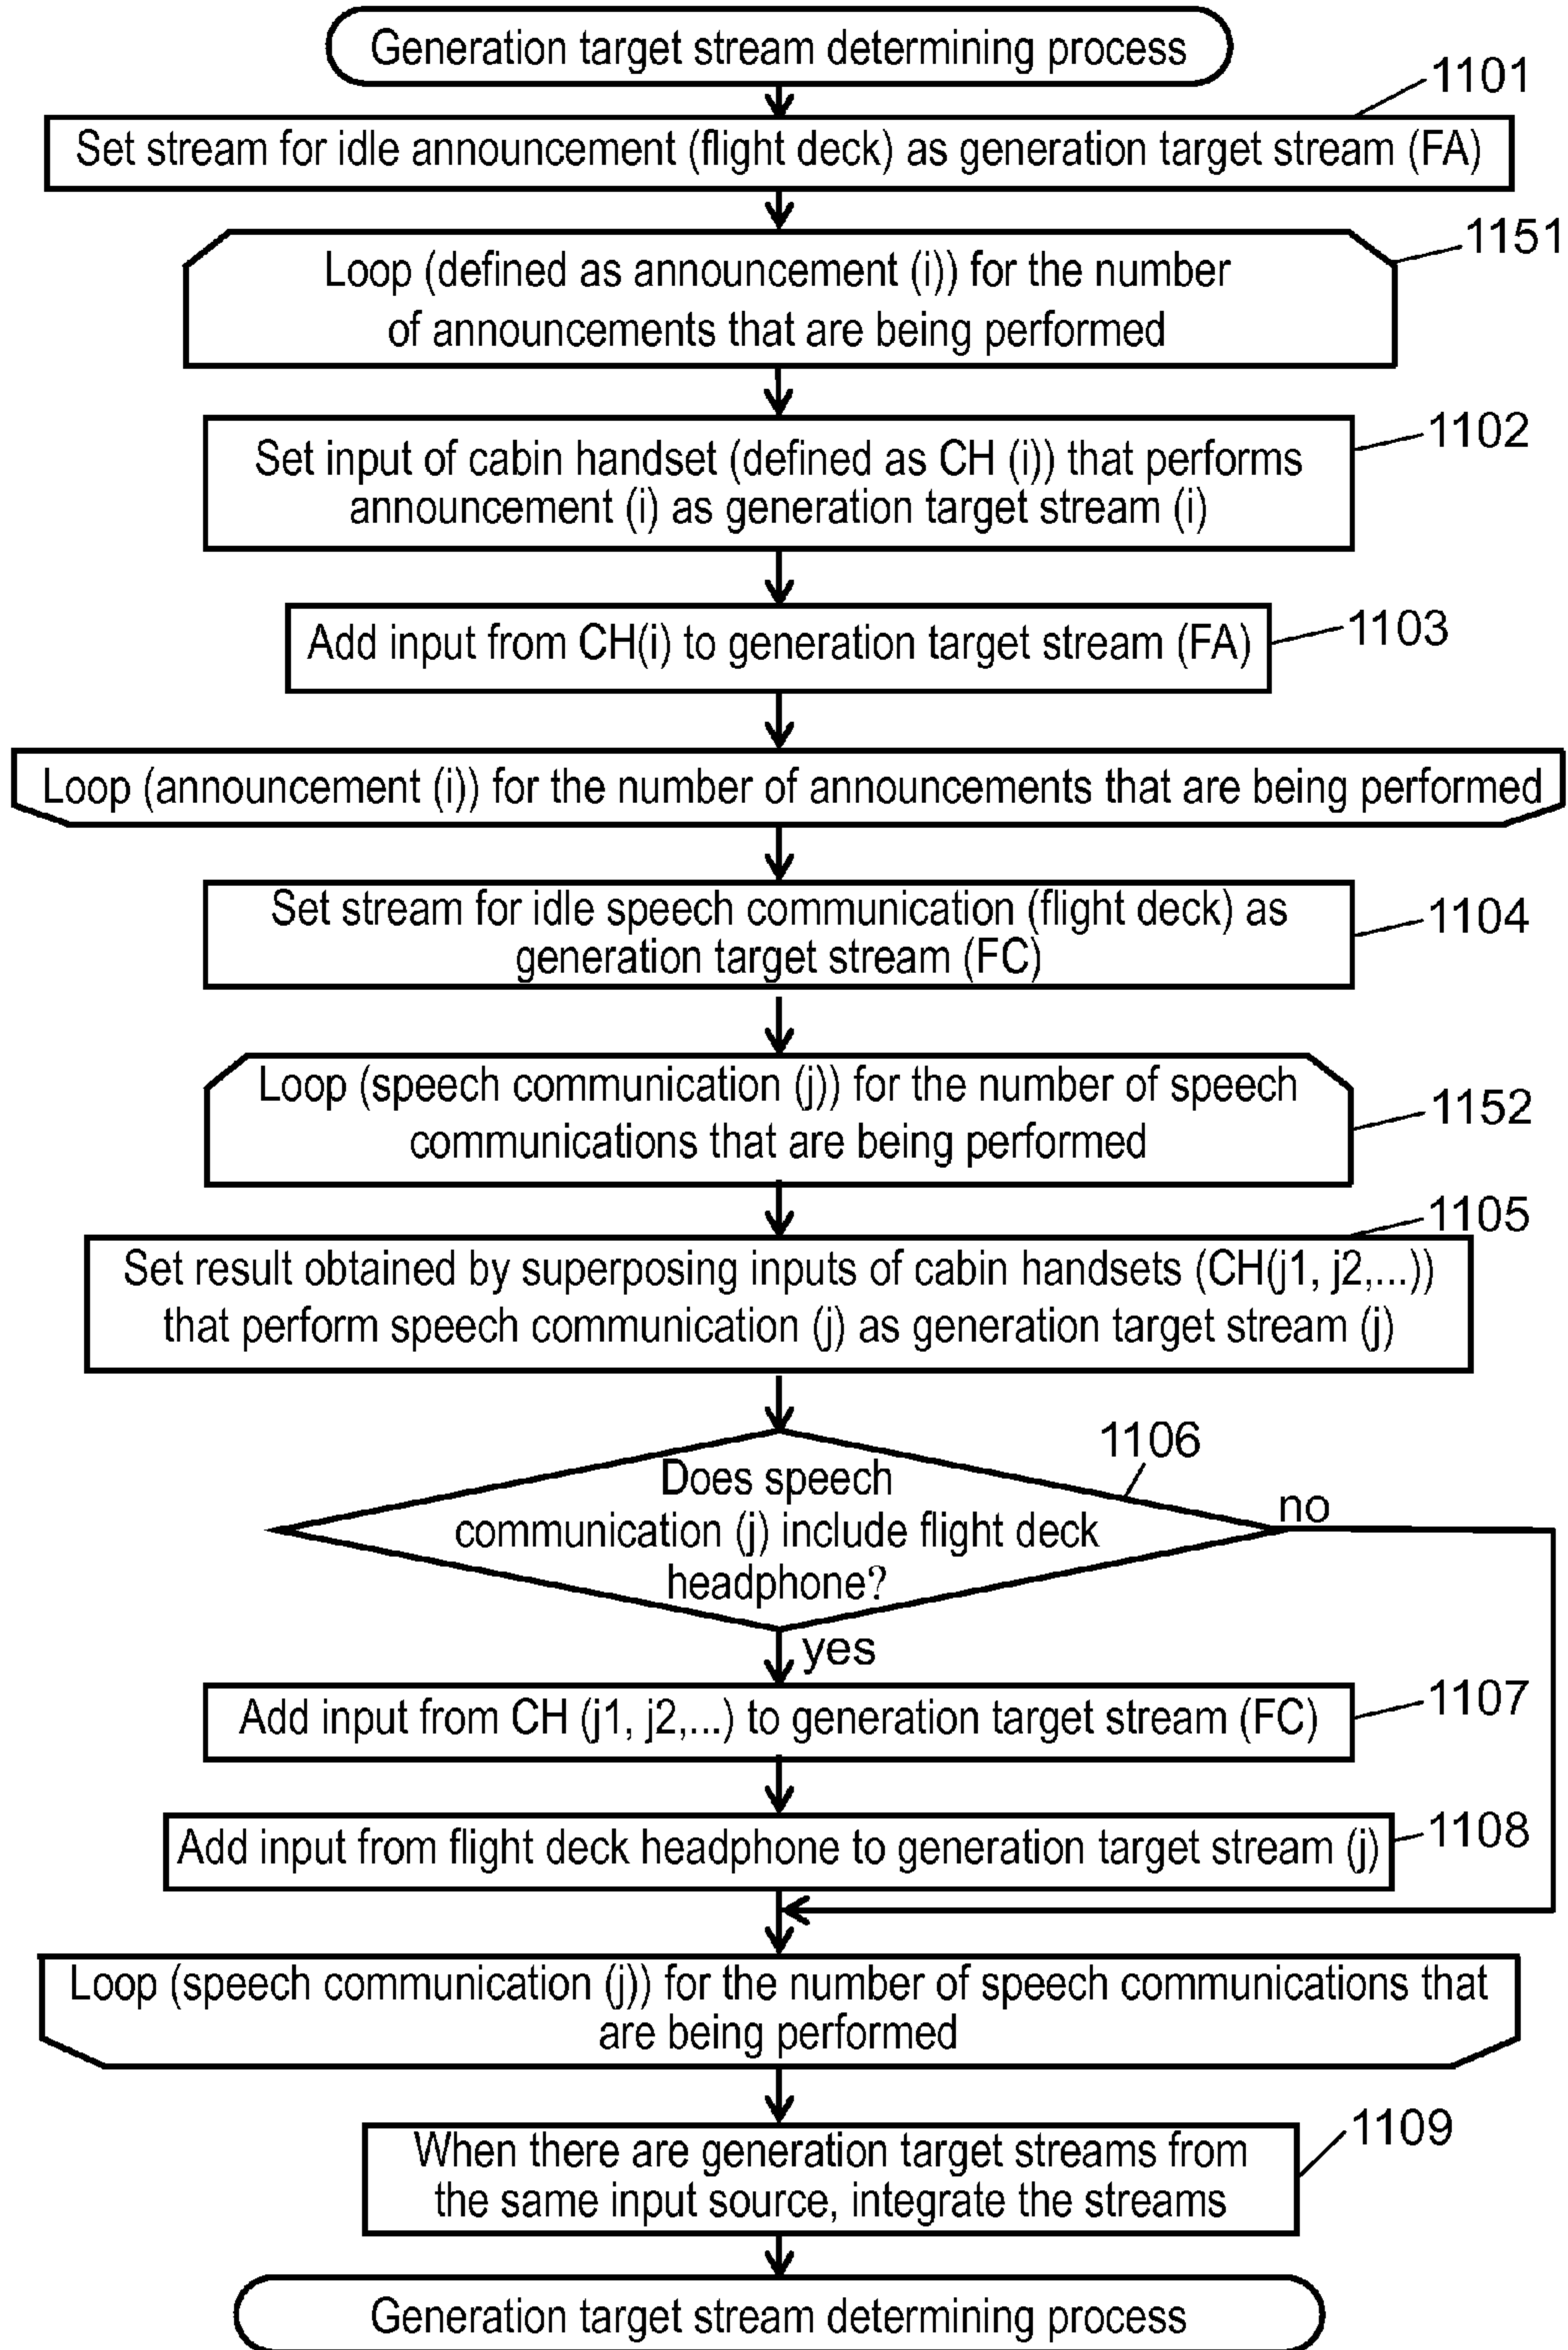 Generation target stream determining process
1101
Set stream for idle announcement (flight deck) as generation target stream (FA)
1151
Loop (defined as announcement (i)) for the number
of announcements that are being performed
1102
Set input of cabin handset (defined as CH (i)) that performs
announcement (i) as generation target stream (i)
Add input from CH(i) to generation target stream (FA)
1103
Loop (announcement (i)) for the number of announcements that are being performed
Set stream for idle speech communication (flight deck) as
generation target stream (FC)
1104
Loop (speech communication (j)) for the number of speech
communications that are being performed
1152
1105
Set result obtained by superposing inputs of cabin handsets (CH(j1, j2,...))
that perform speech communication (j) as generation target stream (j)
1106
Does speech
communication (j) include flight deck
headphone?
no
yes
Add input from CH (j1, j2,...) to generation target stream (FC)
1107
Add input from flight deck headphone to generation target stream (j)
1108
Loop (speech communication (j)) for the number of speech communications that
are being performed
1109
When there are generation target streams from
the same input source, integrate the streams
Generation target stream determining process